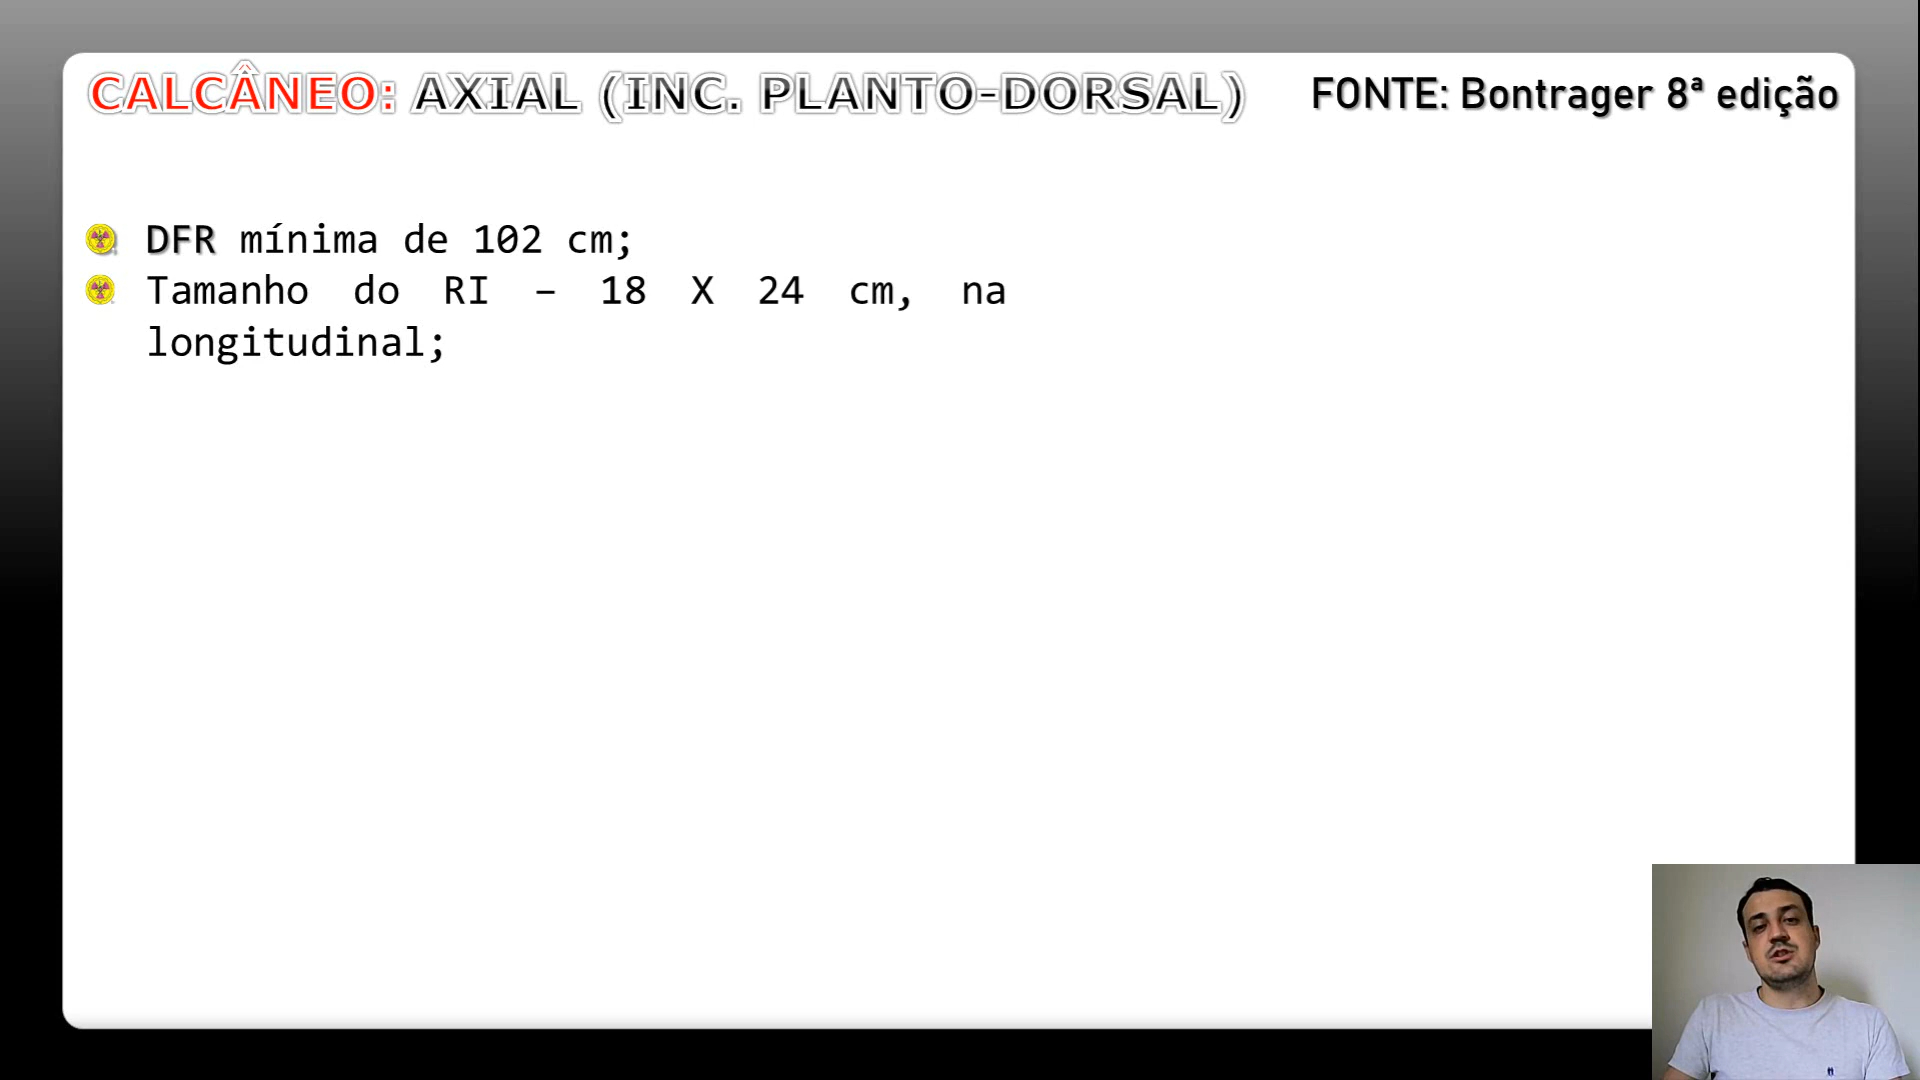 CALCÂNEO: AXIAL (INC. PLANTO-DORSAL)
FONTE: Bontrager 8ª edição
DFR mínima de 102 cm;
Tamanho do RI – 18 X 24 cm, na
longitudinal;